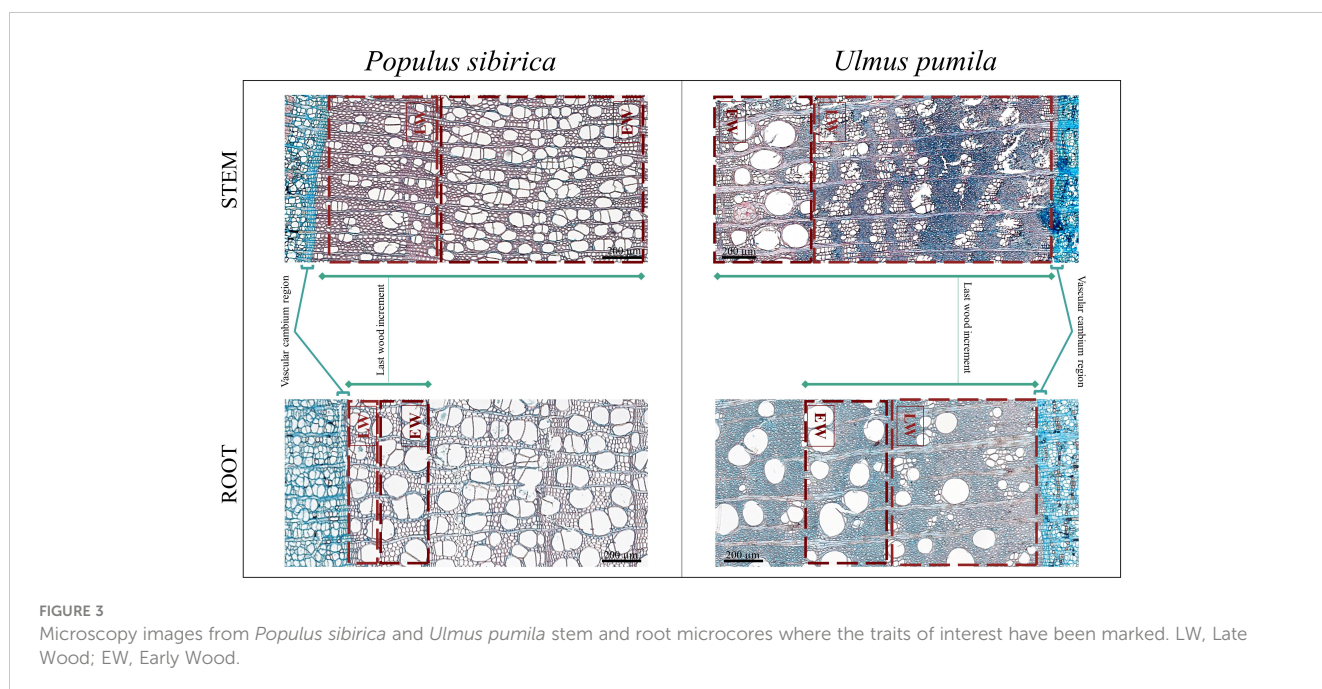 Populus sibirica
Ulmus pumila
STEM
LW
EW
200 µm
EW
LW
200 µm
Vascular cambium region
Last wood increment
Last wood increment
Vascular cambium region
ROOT
LW
EW
200 µm
EW
LW
200 µm
FIGURE 3
Microscopy images from Populus sibirica and Ulmus pumila stem and root microcores where the traits of interest have been marked. LW, Late
Wood; EW, Early Wood.